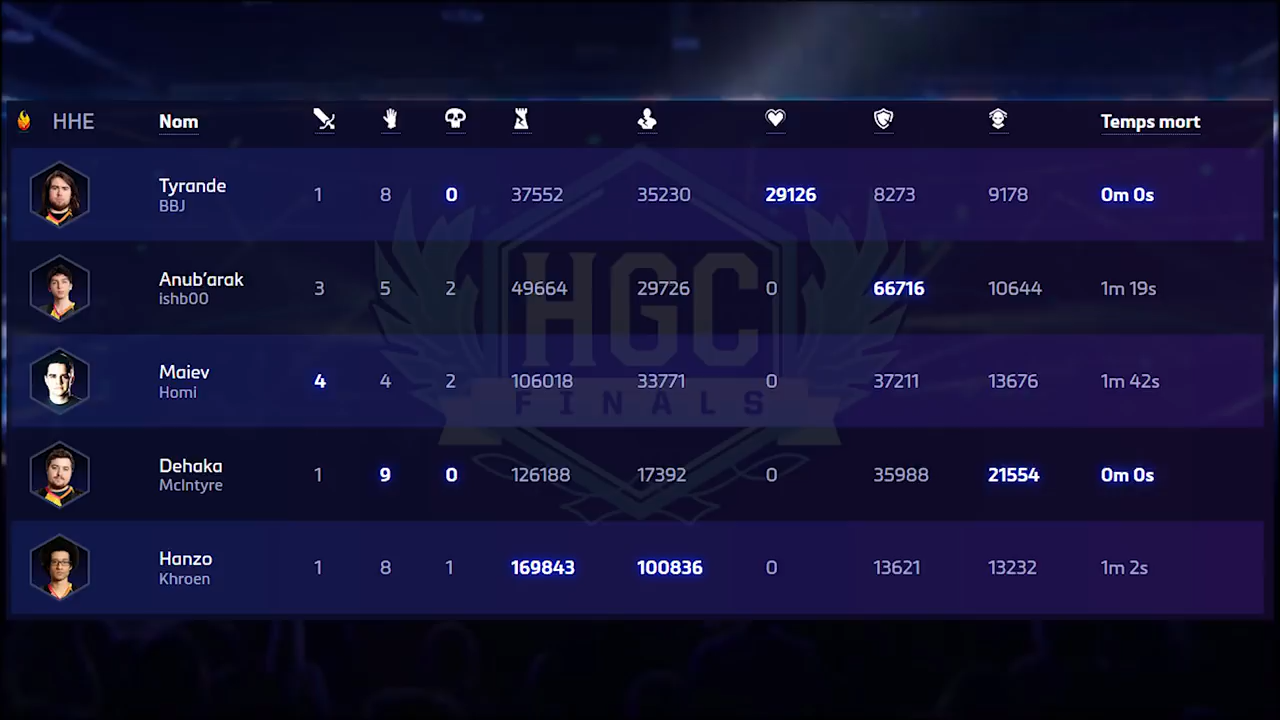 HHE Nom Temps mort
Tyrande 1 8 0 37552 35230 29126 8273 9178 0m 0s
BBJ
Anub'arak 3 5 2 49664 29726 0 66716 10644 1m 19s
ishb00
Maiev 4 4 2 106018 33771 0 37211 13676 1m 42s
Homi
Dehaka 1 9 0 126188 17392 0 35988 21554 0m 0s
McIntyre
Hanzo 1 8 1 169843 100836 0 13621 13232 1m 2s
Khroen
HGC
FINALS